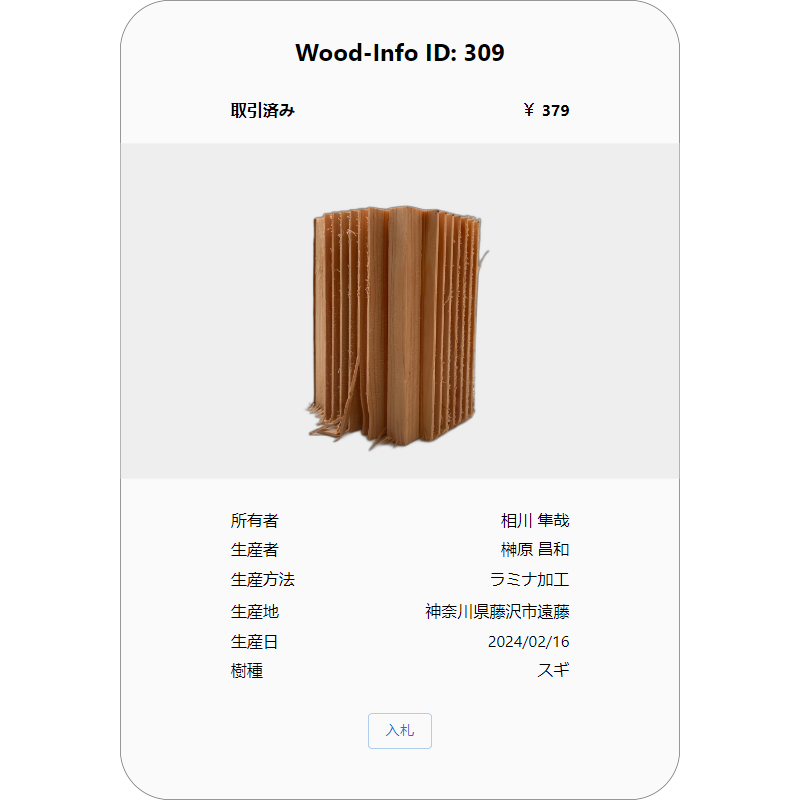 Wood-Info ID: 309
取引済み ￥ 379
所有者 相川 隼哉
生産者 榊原 昌和
生産方法 ラミナ加工
生産地 神奈川県藤沢市遠藤
生産日 2024/02/16
樹種 スギ
入札